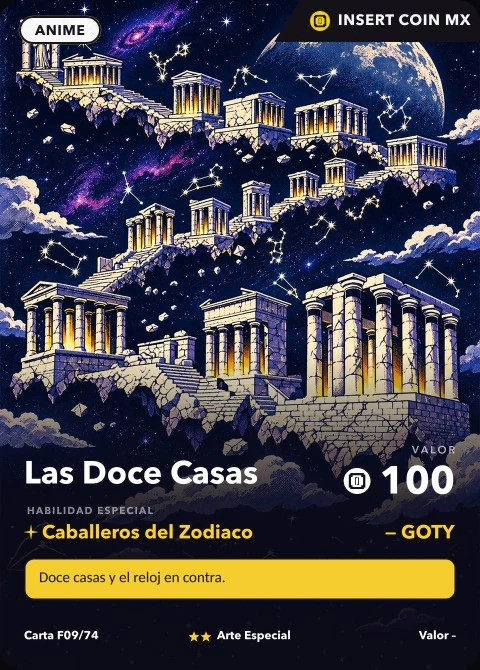 ANIME
INSERT COIN MX
Las Doce Casas
VALOR
100
HABILIDAD ESPECIAL
Caballeros del Zodiaco
– GOTY
Doce casas y el reloj en contra.
Carta F09/74
★★ Arte Especial
Valor –